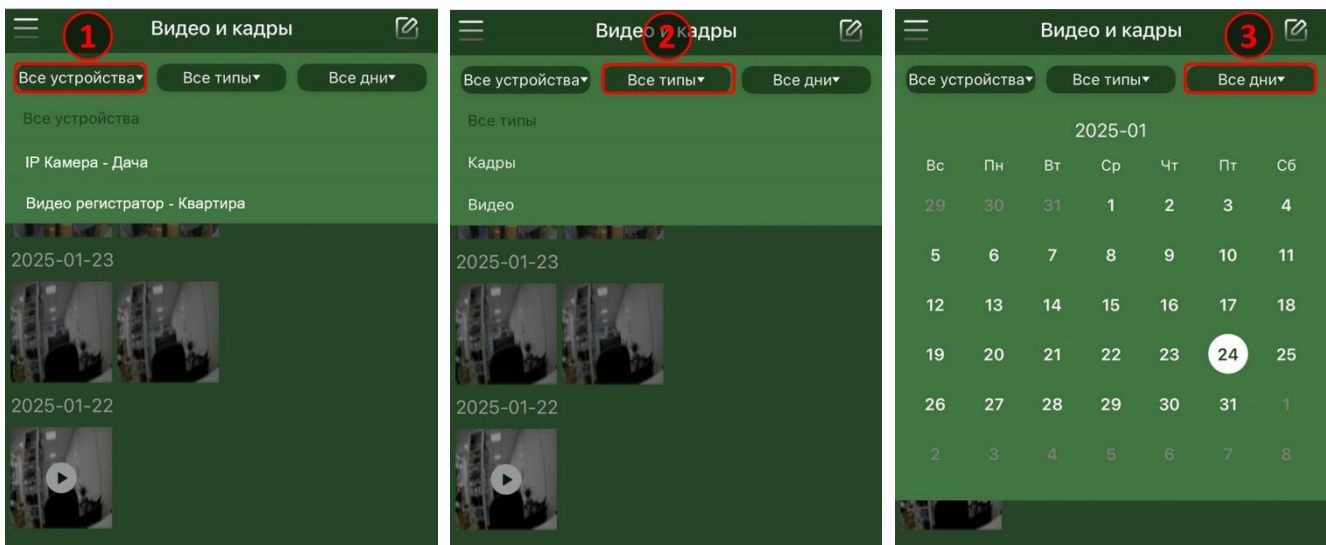 1
Видео и кадры
Все устройства▾ Все типы▾ Все дни▾
Все устройства
IP Камера - Дача
Видео регистратор - Квартира
2025-01-23
2025-01-22
2
Видео и кадры
Все устройства▾ Все типы▾ Все дни▾
Все типы
Кадры
Видео
2025-01-23
2025-01-22
Видео и кадры
3
Все устройства▾ Все типы▾ Все дни▾
2025-01
Вс Пн Вт Ср Чт Пт Сб
29 30 31 1 2 3 4
5 6 7 8 9 10 11
12 13 14 15 16 17 18
19 20 21 22 23 24 25
26 27 28 29 30 31 1
2 3 4 5 6 7 8